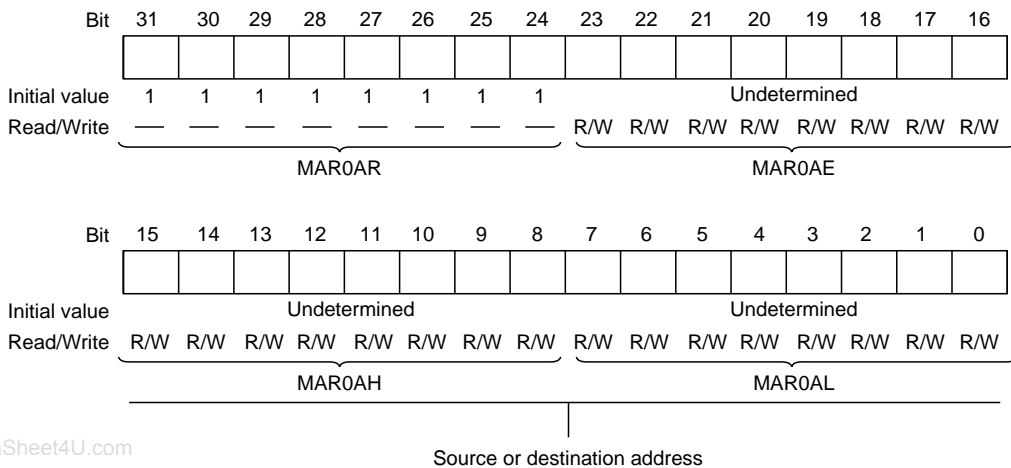 Bit 31 30 29 28 27 26 25 24 23 22 21 20 19 18 17 16
Initial value 1 1 1 1 1 1 1 1 Undetermined
Read/Write — — — — — — — — R/W R/W R/W R/W R/W R/W R/W R/W
MAR0AR MAR0AE
Bit 15 14 13 12 11 10 9 8 7 6 5 4 3 2 1 0
Initial value Undetermined Undetermined
Read/Write R/W R/W R/W R/W R/W R/W R/W R/W R/W R/W R/W R/W R/W R/W R/W R/W
MAR0AH MAR0AL
Sheet4U.com
Source or destination address